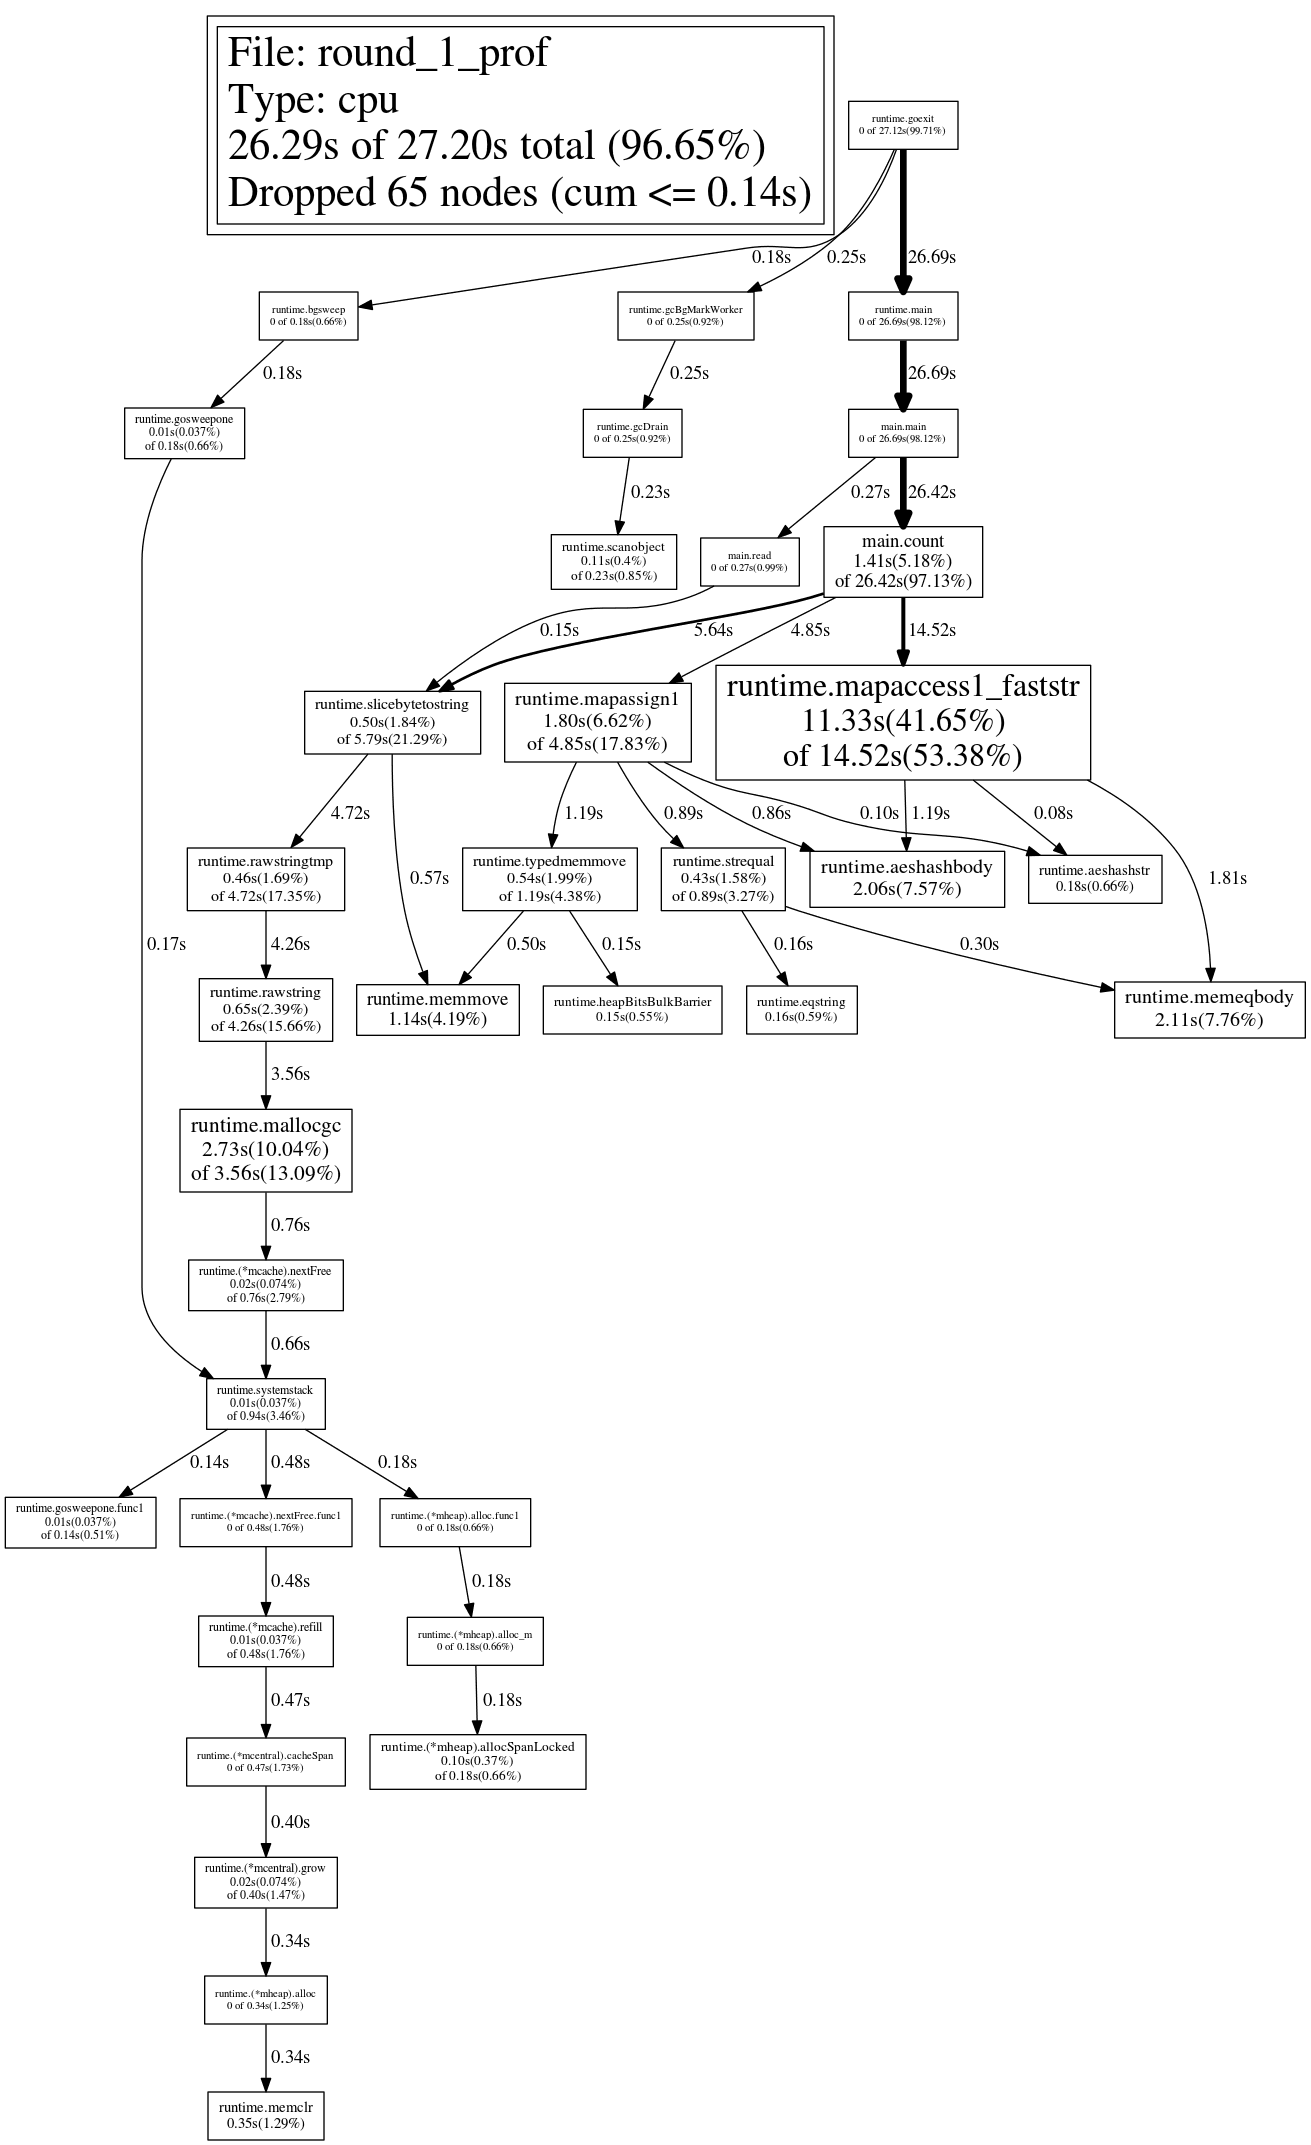 File: round_1_prof
Type: cpu
26.29s of 27.20s total (96.65%)
Dropped 65 nodes (cum <= 0.14s)
runtime.goexit
0 of 27.12s(99.71%)
0.18s
0.25s
26.69s
runtime.bgsweep
0 of 0.18s(0.66%)
runtime.gcBgMarkWorker
0 of 0.25s(0.92%)
runtime.main
0 of 26.69s(98.12%)
0.18s
0.25s
26.69s
runtime.gosweepone
0.01s(0.037%)
of 0.18s(0.66%)
runtime.gcDrain
0 of 0.25s(0.92%)
main.main
0 of 26.69s(98.12%)
0.23s
0.27s
26.42s
runtime.scanobject
0.11s(0.4%)
of 0.23s(0.85%)
main.read
0 of 0.27s(0.99%)
main.count
1.41s(5.18%)
of 26.42s(97.13%)
0.15s
5.64s
4.85s
14.52s
runtime.slicebytetostring
0.50s(1.84%)
of 5.79s(21.29%)
runtime.mapassign1
1.80s(6.62%)
of 4.85s(17.83%)
runtime.mapaccess1_faststr
11.33s(41.65%)
of 14.52s(53.38%)
4.72s
1.19s
0.89s
0.86s
0.10s
1.19s
0.08s
runtime.rawstringtmp
0.46s(1.69%)
of 4.72s(17.35%)
0.57s
runtime.typedmemmove
0.54s(1.99%)
of 1.19s(4.38%)
runtime.strequal
0.43s(1.58%)
of 0.89s(3.27%)
runtime.aeshashbody
2.06s(7.57%)
runtime.aeshashstr
0.18s(0.66%)
1.81s
0.17s
4.26s
0.50s
0.15s
0.16s
0.30s
runtime.rawstring
0.65s(2.39%)
of 4.26s(15.66%)
runtime.memmove
1.14s(4.19%)
runtime.heapBitsBulkBarrier
0.15s(0.55%)
runtime.eqstring
0.16s(0.59%)
runtime.memeqbody
2.11s(7.76%)
3.56s
runtime.mallocgc
2.73s(10.04%)
of 3.56s(13.09%)
0.76s
runtime.(*mcache).nextFree
0.02s(0.074%)
of 0.76s(2.79%)
0.66s
runtime.systemstack
0.01s(0.037%)
of 0.94s(3.46%)
0.14s
0.48s
0.18s
runtime.gosweepone.func1
0.01s(0.037%)
of 0.14s(0.51%)
runtime.(*mcache).nextFree.func1
0 of 0.48s(1.76%)
runtime.(*mheap).alloc.func1
0 of 0.18s(0.66%)
0.48s
0.18s
runtime.(*mcache).refill
0.01s(0.037%)
of 0.48s(1.76%)
runtime.(*mheap).alloc_m
0 of 0.18s(0.66%)
0.47s
0.18s
runtime.(*mcentral).cacheSpan
0 of 0.47s(1.73%)
runtime.(*mheap).allocSpanLocked
0.10s(0.37%)
of 0.18s(0.66%)
0.40s
runtime.(*mcentral).grow
0.02s(0.074%)
of 0.40s(1.47%)
0.34s
runtime.(*mheap).alloc
0 of 0.34s(1.25%)
0.34s
runtime.memclr
0.35s(1.29%)